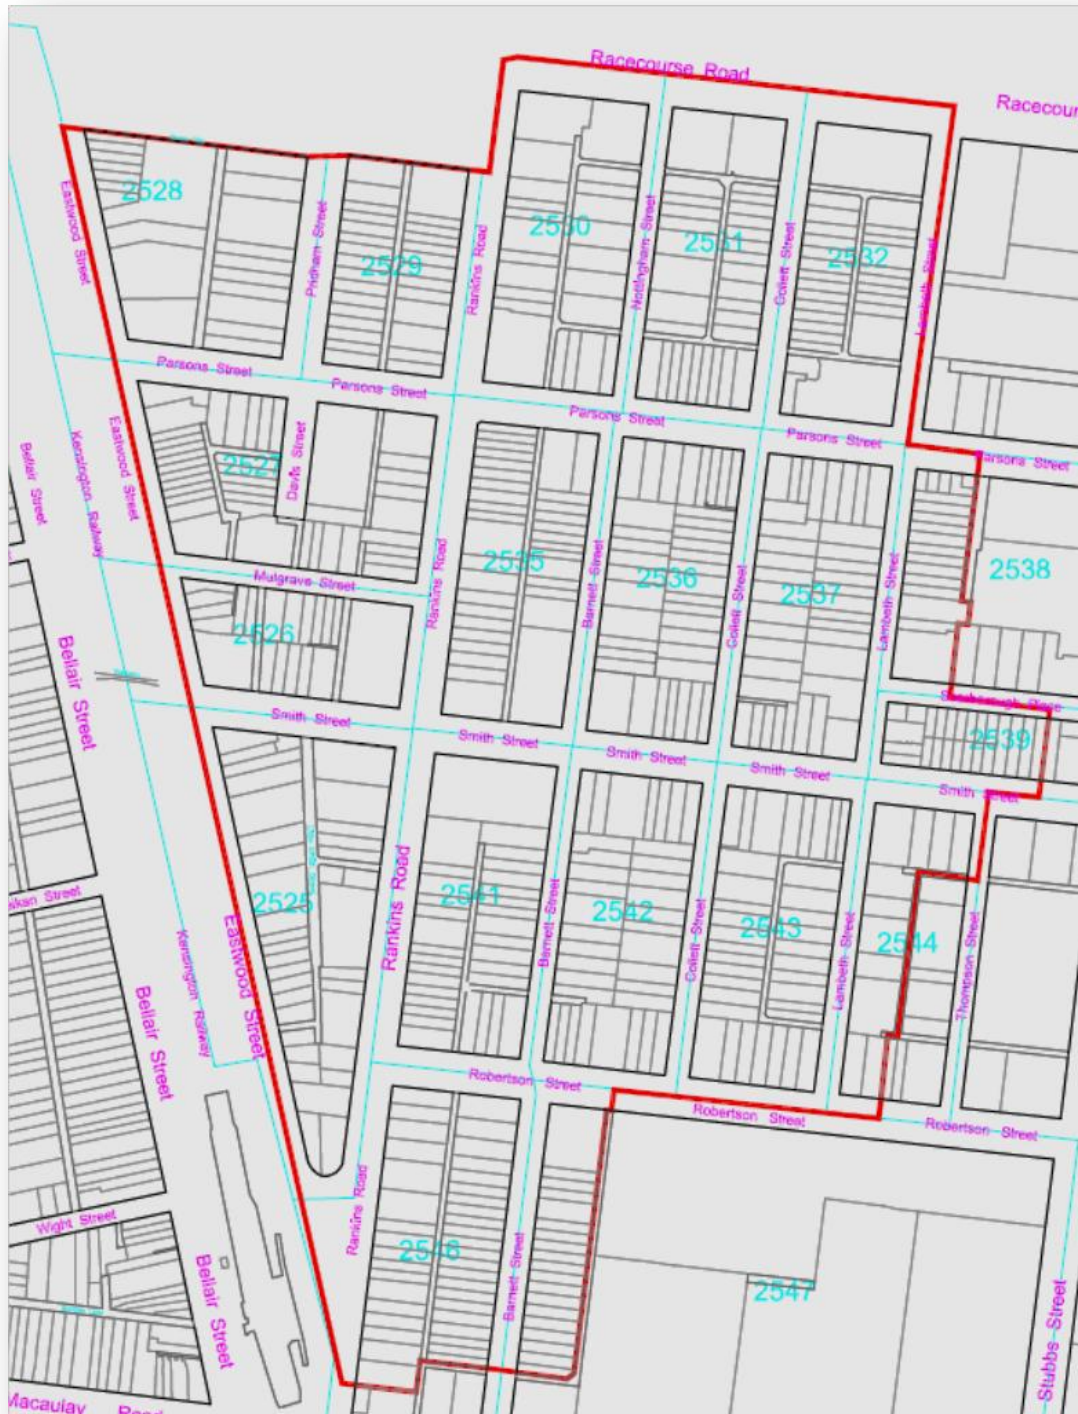 Racecourse Road
Racecour
Eastwood Street
2528
Pridham Street
2529
Rankins Road
2530
Nottingham Street
2531
Collett Street
2532
Lambeth Street
Parsons Street
Parsons Street
Parsons Street
Parsons Street
Parsons Street
Bellair Street
Kensington Railway
Eastwood Street
2527
Davis Street
Rankins Road
2535
Barnett Street
2536
Collett Street
2537
Lambeth Street
2538
Mulgrave Street
2526
Bellair Street
Scarborough Place
2539
Smith Street
Smith Street
Smith Street
Smith Street
Smith Street
2525
Rankins Road
2541
Barnett Street
2542
Collett Street
2543
Lambeth Street
2544
Thompson Street
Street
Eastwood Street
Kensington Railway
Bellair Street
Robertson Street
Robertson Street
Robertson Street
Rankins Road
2546
Barnett Street
2547
Stubbs Street
Wight Street
Bellair Street
Macaulay Road